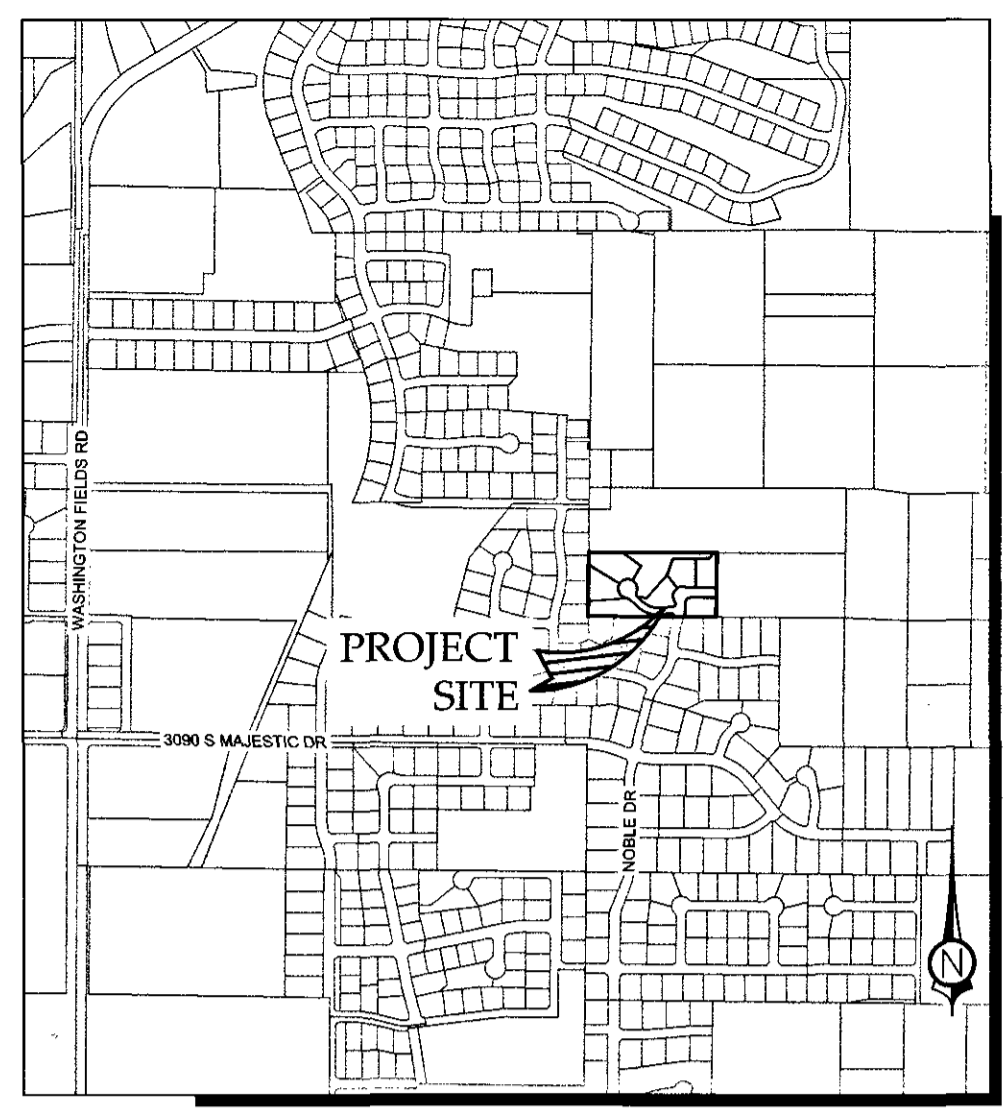 WASHINGTON FIELDS RD
PROJECT
SITE
3090 S MAJESTIC DR
NOBLE DR
N